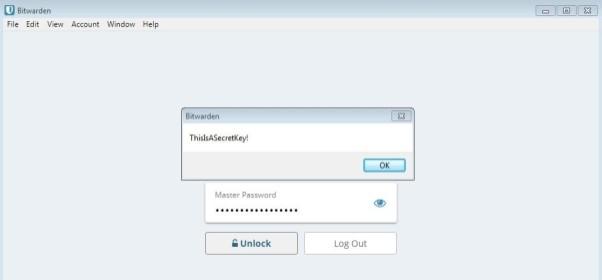 Bitwarden
File Edit View Account Window Help
Bitwarden
ThisIsASecretKey!
OK
Master Password
•••••••••••••••••
Unlock Log Out